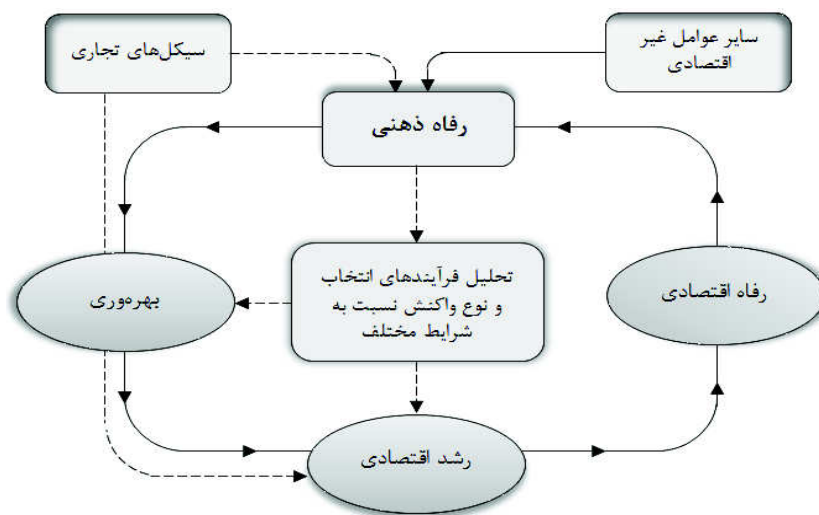 سایر عوامل غیر
اقتصادی
سیکل‌های تجاری
رفاه ذهنی
تحلیل فرآیندهای انتخاب
و نوع واکنش نسبت به
شرایط مختلف
رفاه اقتصادی
بهره‌وری
رشد اقتصادی